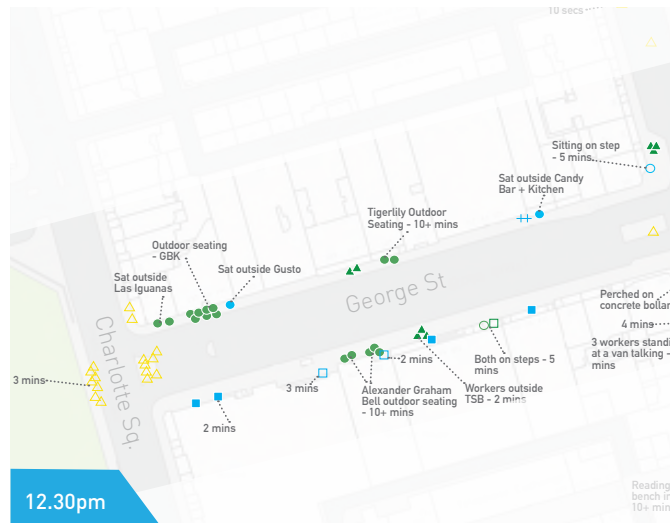 10 secs
Sitting on step
- 5 mins
Sat outside Candy
Bar + Kitchen
Tigerlily Outdoor
Seating - 10+ mins
Outdoor seating
- GBK
Sat outside Gusto
Sat outside
Las Iguanas
George St
Perched on
concrete bollar
4 mins
3 workers standi
at a van talking -
mins
Charlotte Sq.
3 mins
2 mins
Both on steps - 5
mins
3 mins
Alexander Graham
Bell outdoor seating
- 10+ mins
Workers outside
TSB - 2 mins
2 mins
Reading
bench in
10+ min
12.30pm